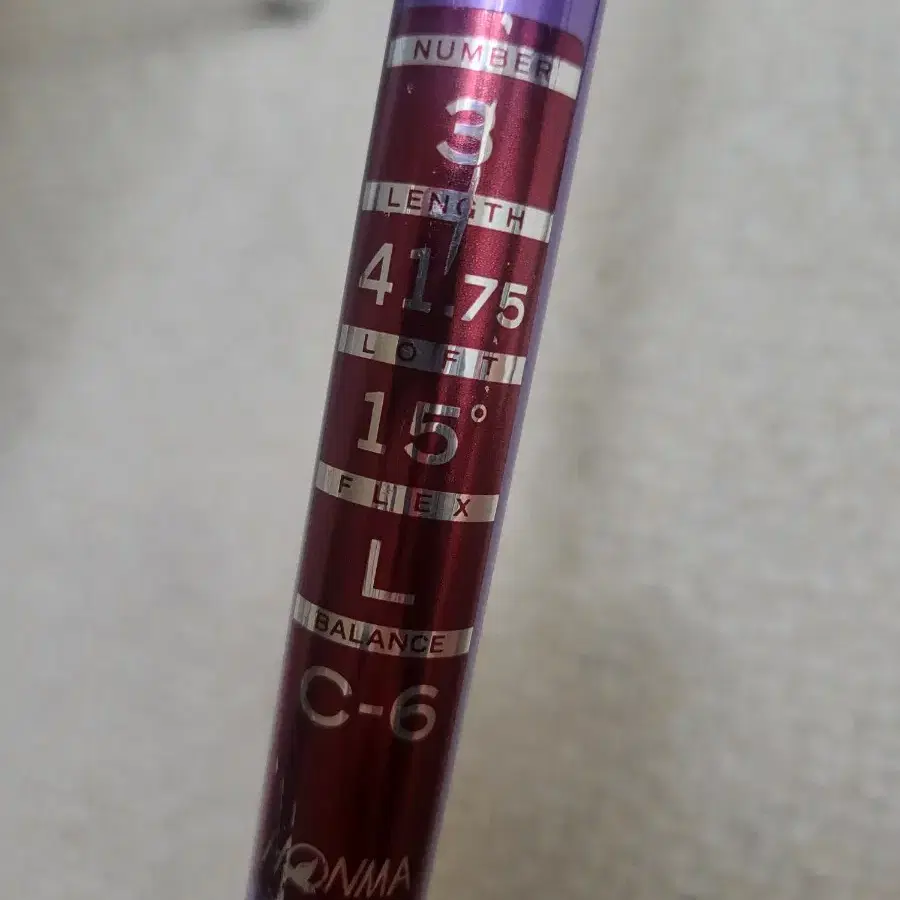 NUMBER
3
LENGTH
41.75
LOFT
15°
FLEX
L
BALANCE
C-6
HONMA